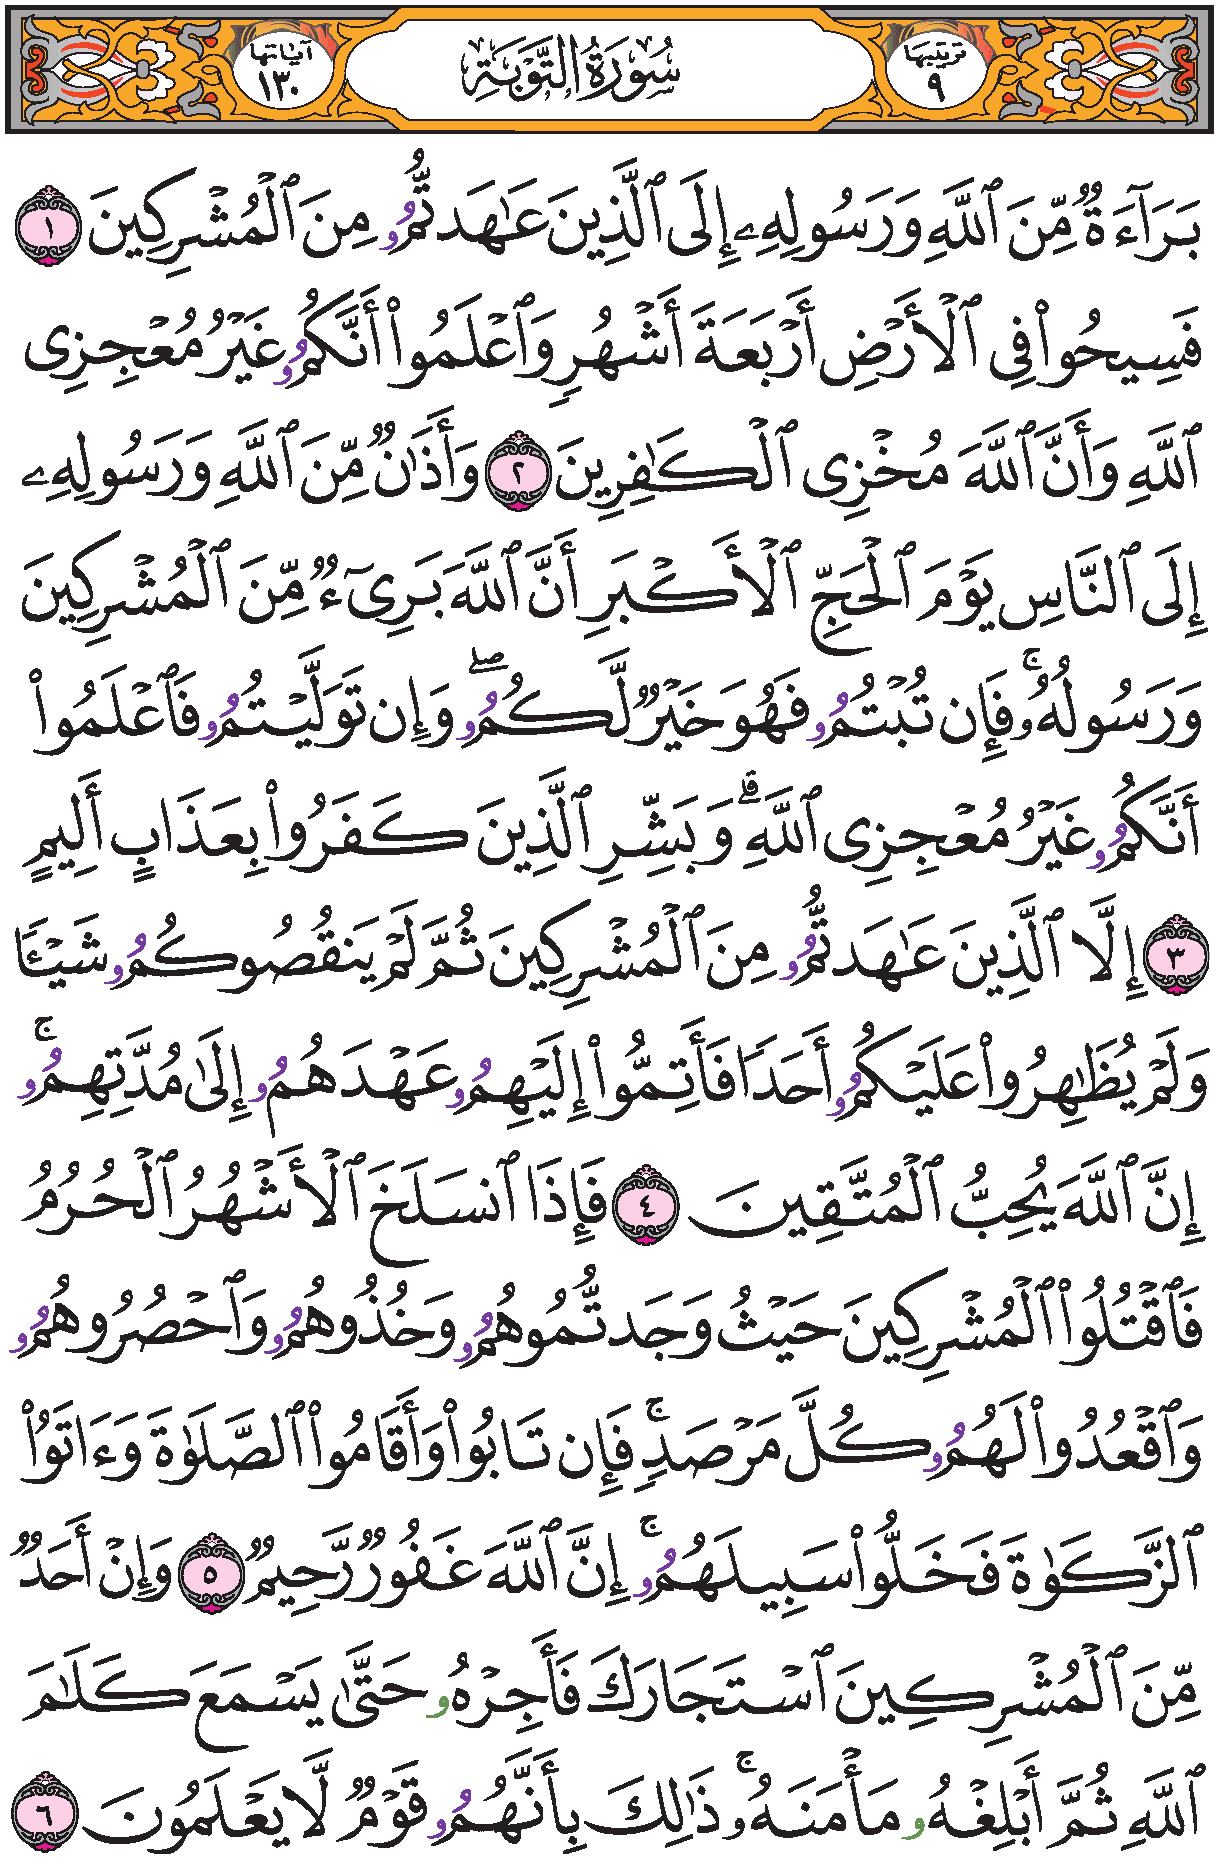 ترتيبها ٩ سُورَةُ التَّوۡبَةِ آياتها ١٣٠
بَرَآءَةٞ مِّنَ ٱللَّهِ وَرَسُولِهِۦٓ إِلَى ٱلَّذِينَ عَٰهَدتُّمُۥ مِنَ ٱلۡمُشۡرِكِينَ ١
فَسِيحُواْ فِي ٱلۡأَرۡضِ أَرۡبَعَةَ أَشۡهُرٖ وَٱعۡلَمُواْ أَنَّكُمُۥ غَيۡرُ مُعۡجِزِي
ٱللَّهِ وَأَنَّ ٱللَّهَ مُخۡزِي ٱلۡكَٰفِرِينَ ٢ وَأَذَٰنٞ مِّنَ ٱللَّهِ وَرَسُولِهِۦٓ
إِلَى ٱلنَّاسِ يَوۡمَ ٱلۡحَجِّ ٱلۡأَكۡبَرِ أَنَّ ٱللَّهَ بَرِيٓءٞ مِّنَ ٱلۡمُشۡرِكِينَ
وَرَسُولُهُۥۚ فَإِن تُبۡتُمُۥ فَهُوَ خَيۡرٞ لَّكُمُۥۖ وَإِن تَوَلَّيۡتُمُۥ فَٱعۡلَمُواْ
أَنَّكُمُۥ غَيۡرُ مُعۡجِزِي ٱللَّهِۗ وَبَشِّرِ ٱلَّذِينَ كَفَرُواْ بِعَذَابٍ أَلِيمٍ
٣ إِلَّا ٱلَّذِينَ عَٰهَدتُّمُۥ مِنَ ٱلۡمُشۡرِكِينَ ثُمَّ لَمۡ يَنقُصُوكُمُۥ شَيۡـٔٗا
وَلَمۡ يُظَٰهِرُواْ عَلَيۡكُمُۥ أَحَدٗا فَأَتِمُّواْ إِلَيۡهِمُۥ عَهۡدَهُمُۥ إِلَىٰ مُدَّتِهِمُۥۚ
إِنَّ ٱللَّهَ يُحِبُّ ٱلۡمُتَّقِينَ ٤ فَإِذَا ٱنسَلَخَ ٱلۡأَشۡهُرُ ٱلۡحُرُمُ
فَٱقۡتُلُواْ ٱلۡمُشۡرِكِينَ حَيۡثُ وَجَدتُّمُوهُمُۥ وَخُذُوهُمُۥ وَٱحۡصُرُوهُمُۥ
وَٱقۡعُدُواْ لَهُمُۥ كُلَّ مَرۡصَدٖۚ فَإِن تَابُواْ وَأَقَامُواْ ٱلصَّلَوٰةَ وَءَاتَوُاْ
ٱلزَّكَوٰةَ فَخَلُّواْ سَبِيلَهُمُۥۚ إِنَّ ٱللَّهَ غَفُورٞ رَّحِيمٞ ٥ وَإِنۡ أَحَدٞ
مِّنَ ٱلۡمُشۡرِكِينَ ٱسۡتَجَارَكَ فَأَجِرۡهُۥ حَتَّىٰ يَسۡمَعَ كَلَٰمَ
ٱللَّهِ ثُمَّ أَبۡلِغۡهُۥ مَأۡمَنَهُۥۚ ذَٰلِكَ بِأَنَّهُمُۥ قَوۡمٞ لَّا يَعۡلَمُونَ ٦